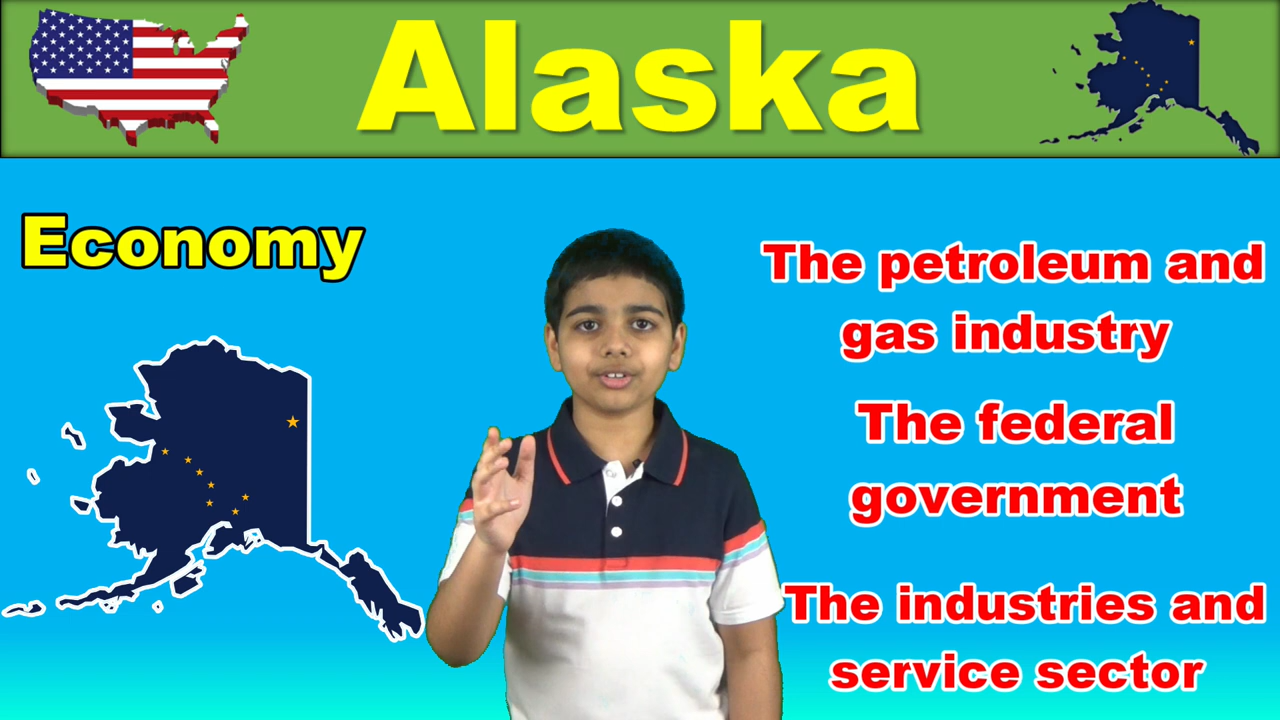 Alaska
Economy
The petroleum and
gas industry
The federal
government
The industries and
service sector